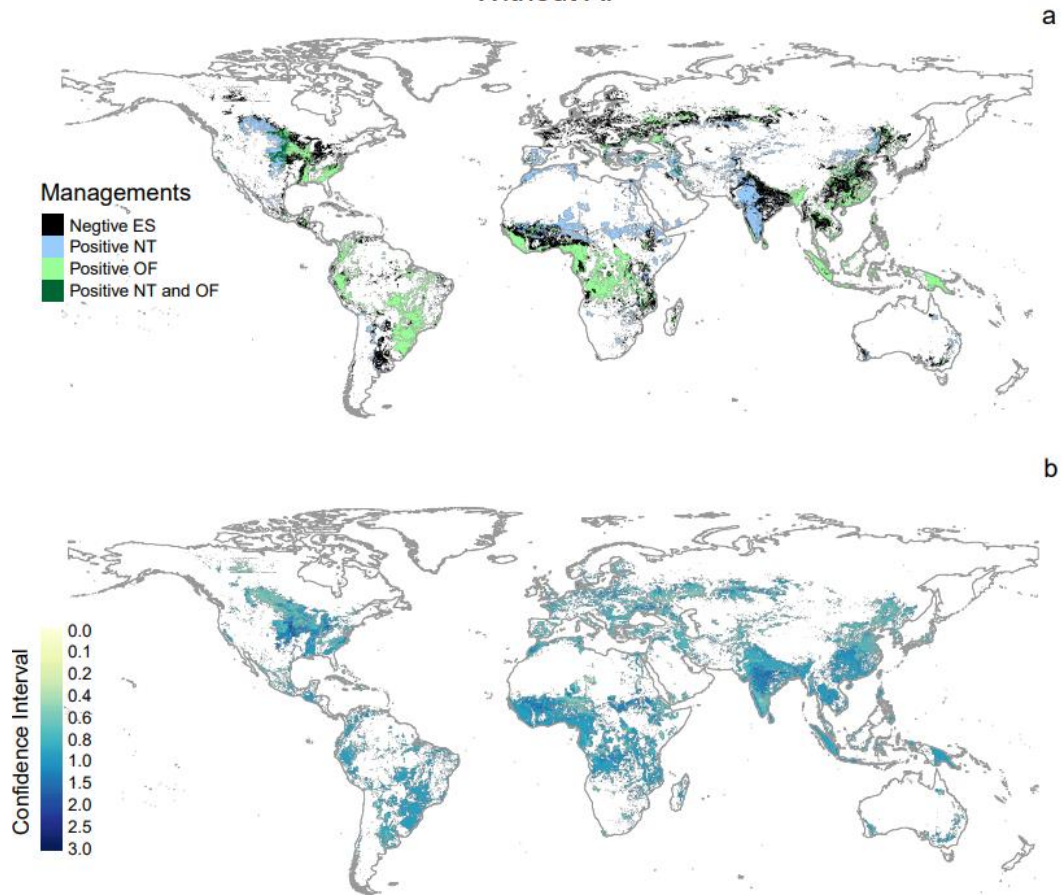 a
Managements
Negtive ES
Positive NT
Positive OF
Positive NT and OF
b
Confidence Interval
0.0
0.1
0.2
0.4
0.6
0.8
1.0
1.5
2.0
2.5
3.0